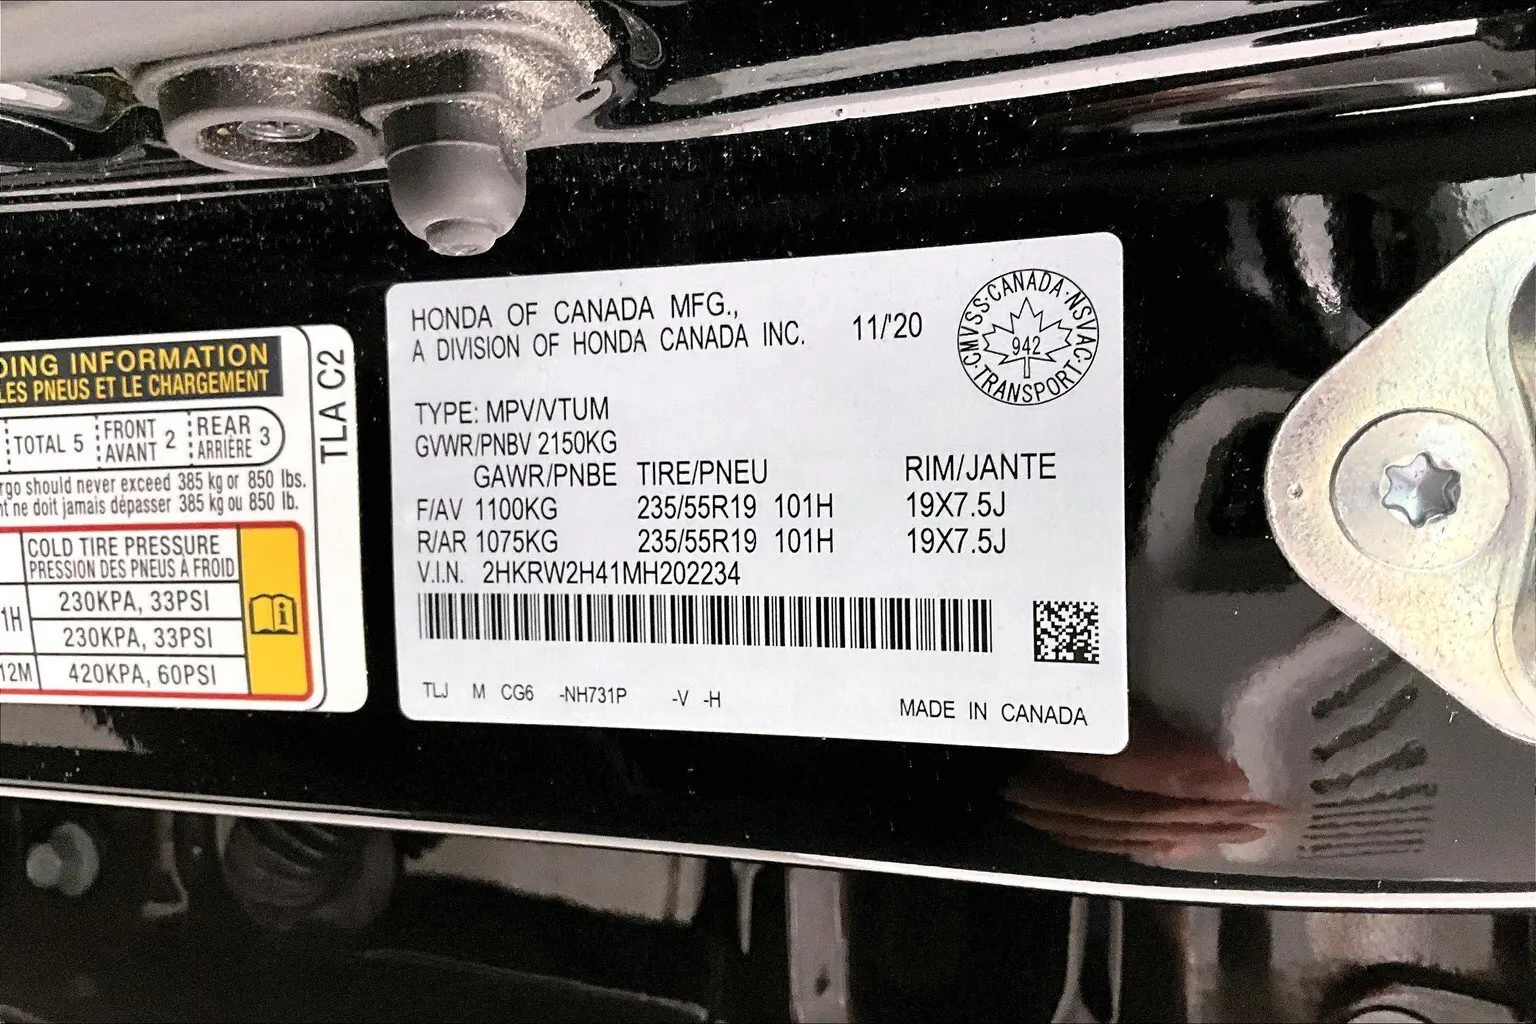 DING INFORMATION
LES PNEUS ET LE CHARGEMENT
TOTAL 5 FRONT AVANT 2 REAR ARRIÈRE 3
rgo should never exceed 385 kg or 850 lbs.
nt ne doit jamais dépasser 385 kg ou 850 lb.
COLD TIRE PRESSURE
PRESSION DES PNEUS À FROID
1H 230KPA, 33PSI
230KPA, 33PSI
12M 420KPA, 60PSI
TLA C2
HONDA OF CANADA MFG.,
A DIVISION OF HONDA CANADA INC.
11/'20
CMVSS·CANADA·NSVAC·TRANSPORT·
942
TYPE: MPV/VTUM
GVWR/PNBV 2150KG
GAWR/PNBE TIRE/PNEU RIM/JANTE
F/AV 1100KG 235/55R19 101H 19X7.5J
R/AR 1075KG 235/55R19 101H 19X7.5J
V.I.N. 2HKRW2H41MH202234
TLJ M CG6 -NH731P -V -H
MADE IN CANADA